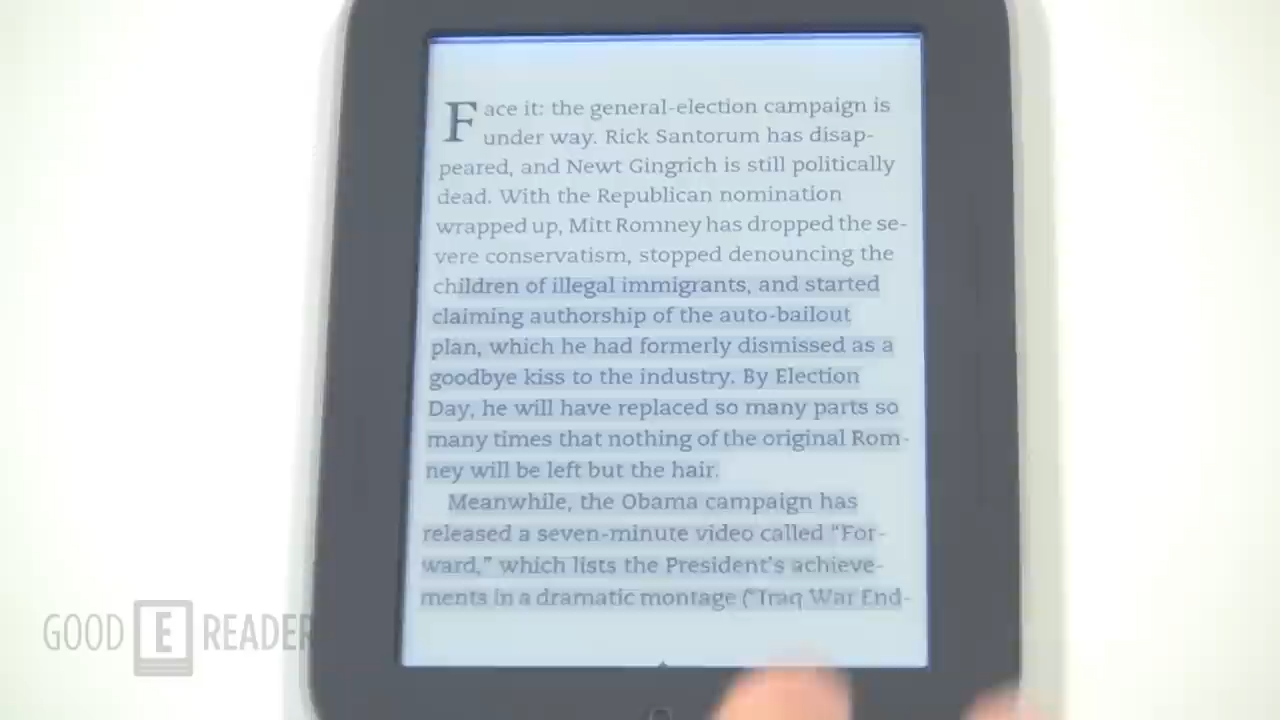 Face it: the general-election campaign is
under way. Rick Santorum has disap-
peared, and Newt Gingrich is still politically
dead. With the Republican nomination
wrapped up, Mitt Romney has dropped the se-
vere conservatism, stopped denouncing the
children of illegal immigrants, and started
claiming authorship of the auto-bailout
plan, which he had formerly dismissed as a
goodbye kiss to the industry. By Election
Day, he will have replaced so many parts so
many times that nothing of the original Rom-
ney will be left but the hair.
Meanwhile, the Obama campaign has
released a seven-minute video called “For-
ward,” which lists the President’s achieve-
ments in a dramatic montage (“Iraq War End-
GOOD E READER